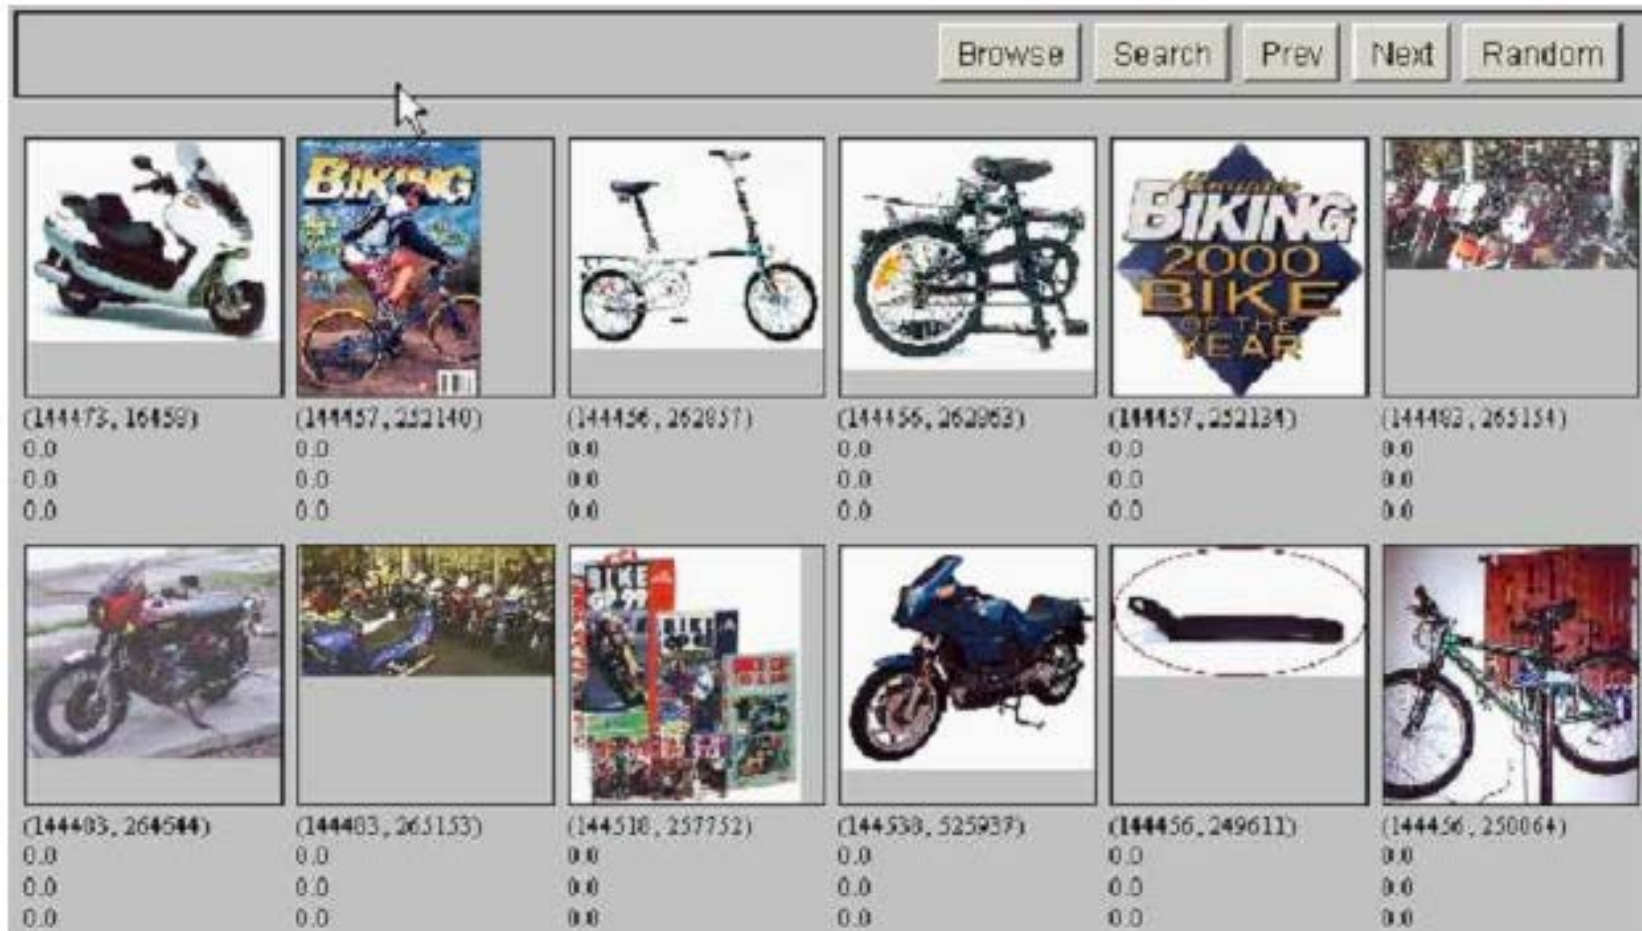 Browse Search Prev Next Random
BIKING
BIKING
2000
BIKE
OF THE
YEAR
(144473, 16458) (144457, 252140) (144456, 262857) (144456, 262863) (144457, 252134) (144483, 265154)
0.0 0.0 0.0 0.0 0.0 0.0
0.0 0.0 0.0 0.0 0.0 0.0
0.0 0.0 0.0 0.0 0.0 0.0
BIKE
BIKE
(144483, 264644) (144483, 265153) (144518, 257752) (144538, 525937) (144456, 249611) (144456, 250064)
0.0 0.0 0.0 0.0 0.0 0.0
0.0 0.0 0.0 0.0 0.0 0.0
0.0 0.0 0.0 0.0 0.0 0.0